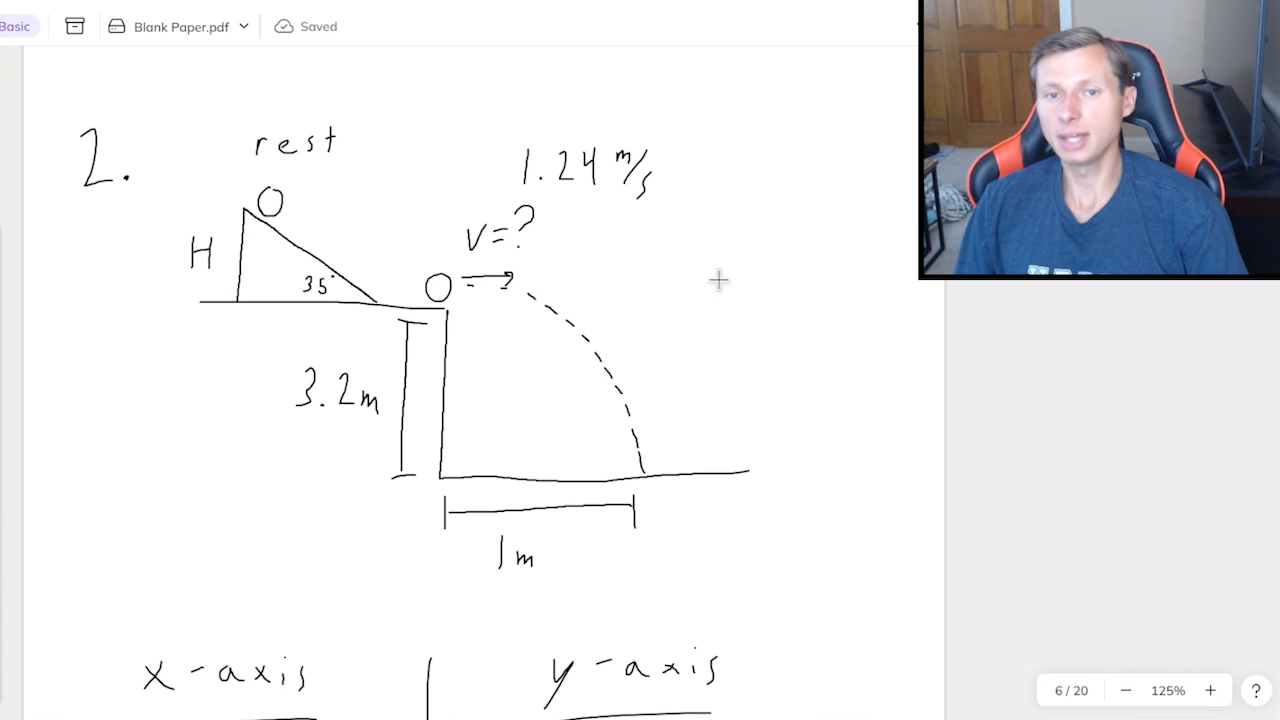 Basic
Blank Paper.pdf
Saved
2.
rest
1.24 m/s
v=?
H
35°
3.2m
1m
x-axis
y-axis
6 / 20
125%
?